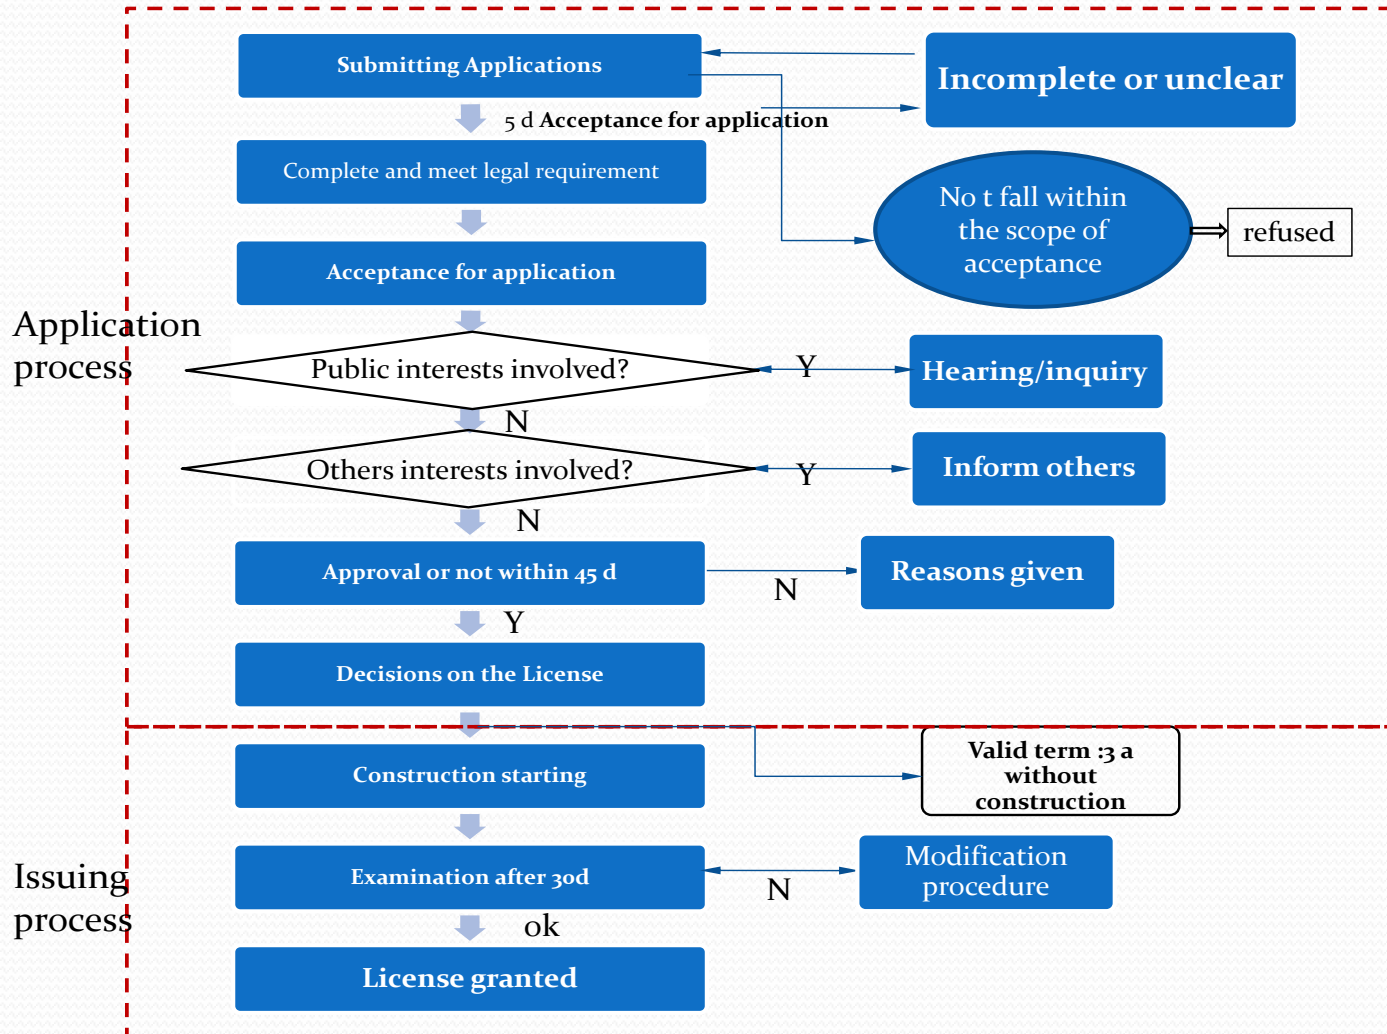 Submitting Applications
Incomplete or unclear
5 d Acceptance for application
Complete and meet legal requirement
No t fall within
the scope of
acceptance
refused
Acceptance for application
Application
process
Public interests involved?
Y
Hearing/inquiry
N
Others interests involved?
Y
Inform others
N
Approval or not within 45 d
N
Reasons given
Y
Decisions on the License
Construction starting
Valid term :3 a
without
construction
Issuing
process
Examination after 30d
N
Modification
procedure
ok
License granted